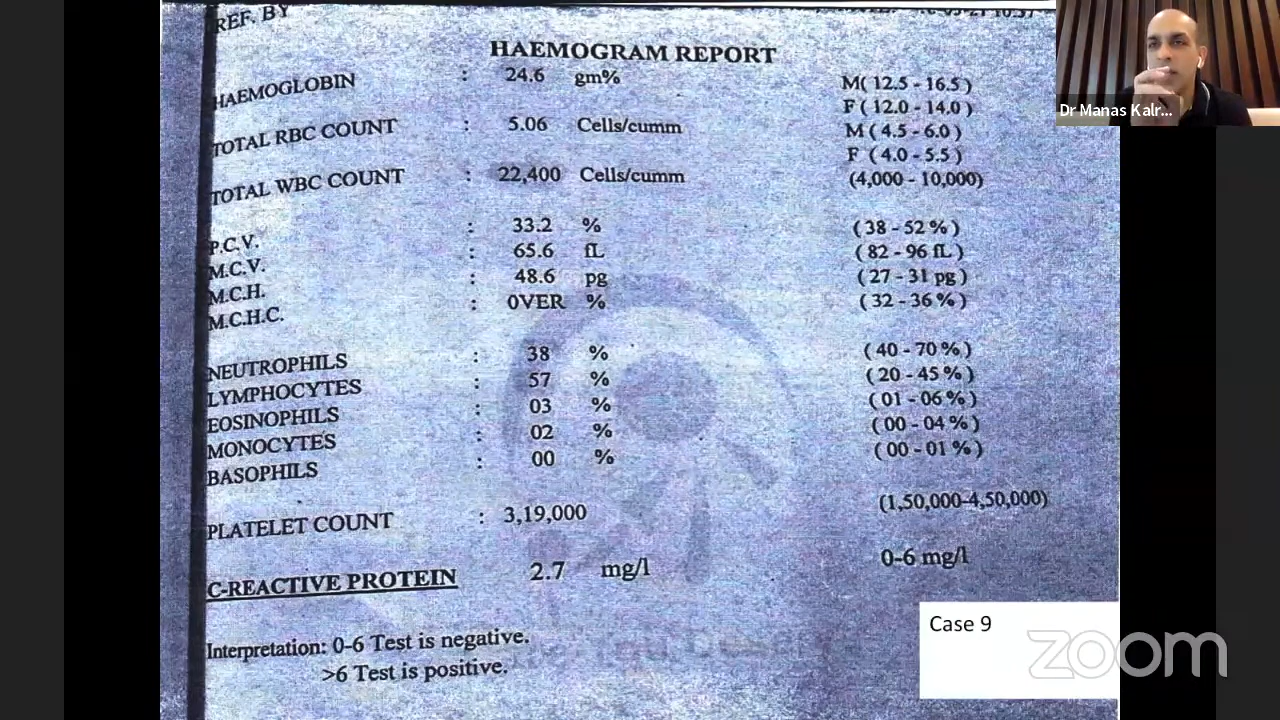 REF. BY
HAEMOGRAM REPORT
HAEMOGLOBIN : 24.6 gm% M( 12.5 - 16.5 )
F ( 12.0 - 14.0 )
TOTAL RBC COUNT : 5.06 Cells/cumm M ( 4.5 - 6.0 )
F ( 4.0 - 5.5 )
TOTAL WBC COUNT : 22,400 Cells/cumm (4,000 - 10,000)
P.C.V. : 33.2 % ( 38 - 52 % )
M.C.V. : 65.6 fL ( 82 - 96 fL )
M.C.H. : 48.6 pg ( 27 - 31 pg )
M.C.H.C. : 0VER % ( 32 - 36 % )
NEUTROPHILS : 38 % ( 40 - 70 % )
LYMPHOCYTES : 57 % ( 20 - 45 % )
EOSINOPHILS : 03 % ( 01 - 06 % )
MONOCYTES : 02 % ( 00 - 04 % )
BASOPHILS : 00 % ( 00 - 01 % )
PLATELET COUNT : 3,19,000 (1,50,000-4,50,000)
C-REACTIVE PROTEIN 2.7 mg/l 0-6 mg/l
Interpretation: 0-6 Test is negative.
>6 Test is positive.
Case 9
zoom
Dr Manas Kalr...